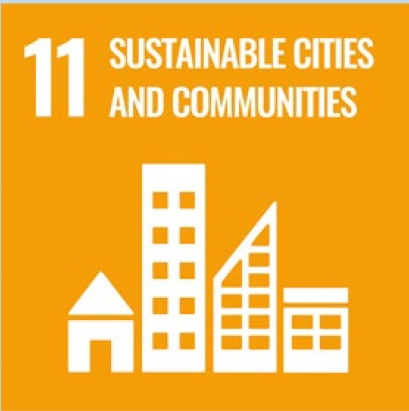 11 SUSTAINABLE CITIES
AND COMMUNITIES